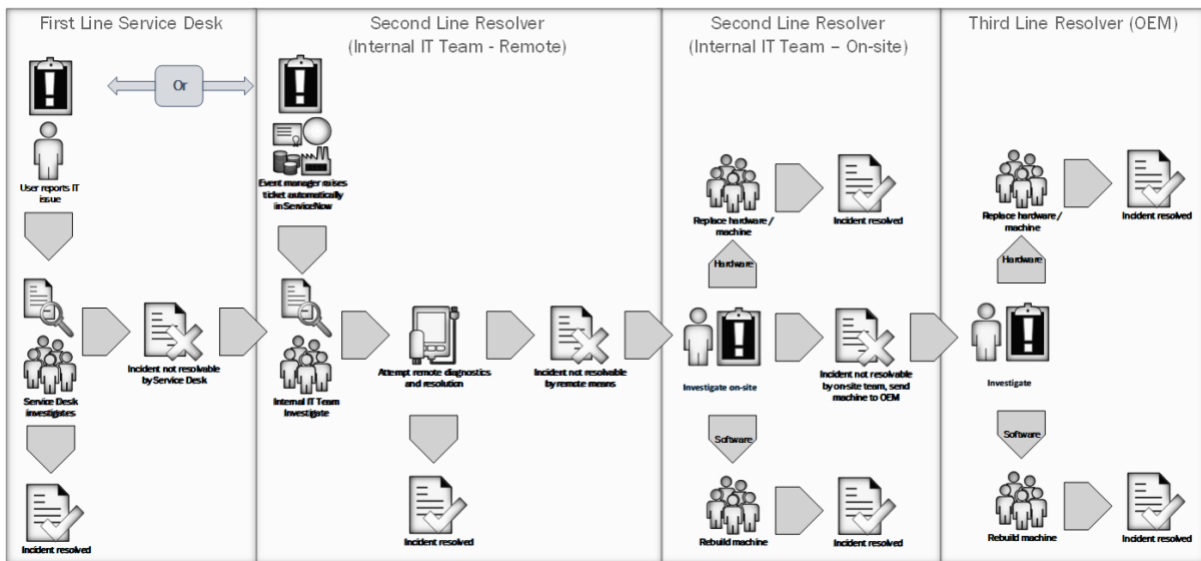 First Line Service Desk
Second Line Resolver
(Internal IT Team - Remote)
Second Line Resolver
(Internal IT Team – On-site)
Third Line Resolver (OEM)
Or
User reports IT
issue
Event manager raises
ticket automatically
in ServiceNow
Replace hardware /
machine
Incident resolved
Replace hardware /
machine
Incident resolved
Hardware
Hardware
Service Desk
investigates
Incident not resolvable
by Service Desk
Internal IT Team
Investigate
Attempt remote diagnostics
and resolution
Incident not resolvable
by remote means
Investigate on-site
Incident not resolvable
by on-site team, send
machine to OEM
Investigate
Software
Software
Incident resolved
Incident resolved
Rebuild machine
Incident resolved
Rebuild machine
Incident resolved